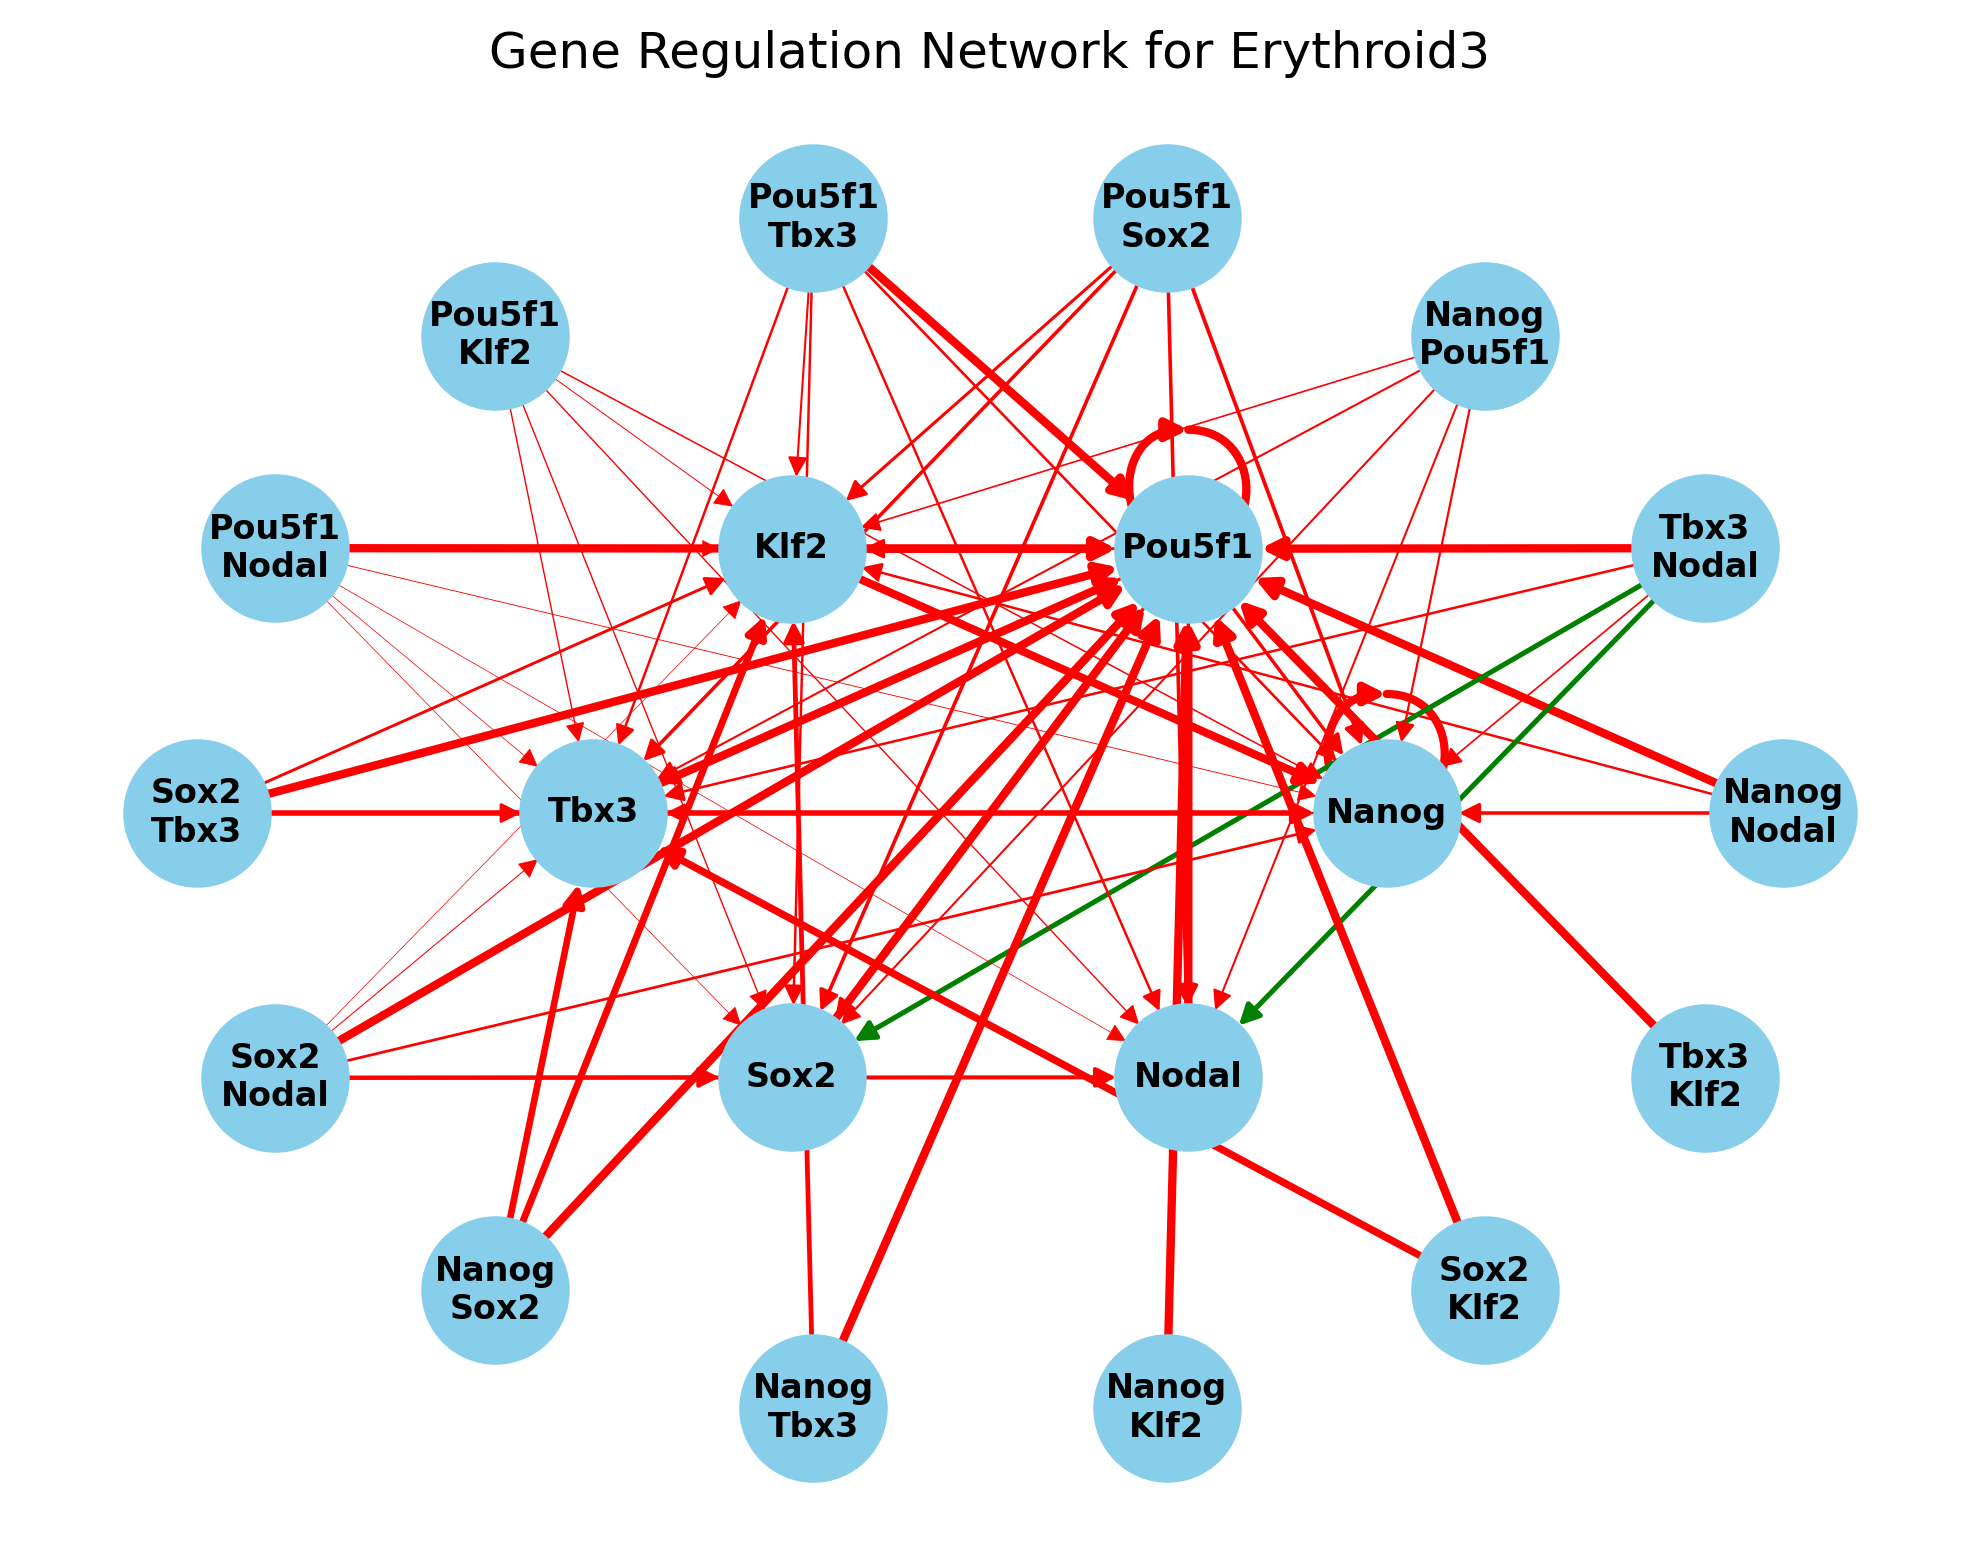 Gene Regulation Network for Erythroid3
Pou5f1
Tbx3
Pou5f1
Sox2
Pou5f1
Klf2
Nanog
Pou5f1
Pou5f1
Nodal
Klf2
Pou5f1
Tbx3
Nodal
Sox2
Tbx3
Tbx3
Nanog
Nanog
Nodal
Sox2
Nodal
Sox2
Nodal
Tbx3
Klf2
Nanog
Sox2
Sox2
Klf2
Nanog
Tbx3
Nanog
Klf2